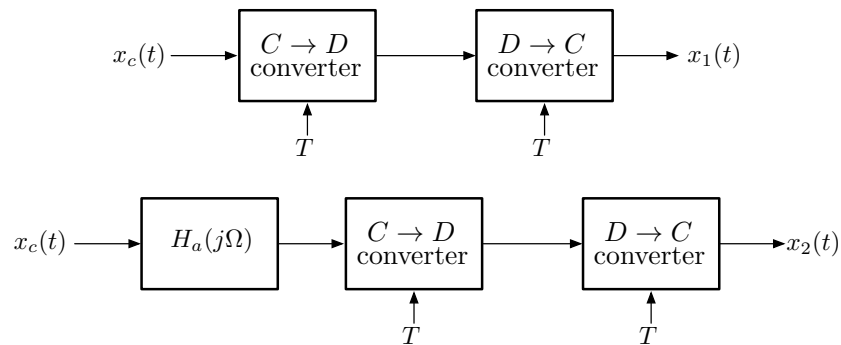 x_c(t) C → D converter D → C converter x_1(t)
T T
x_c(t) H_a(jΩ) C → D converter D → C converter x_2(t)
T T